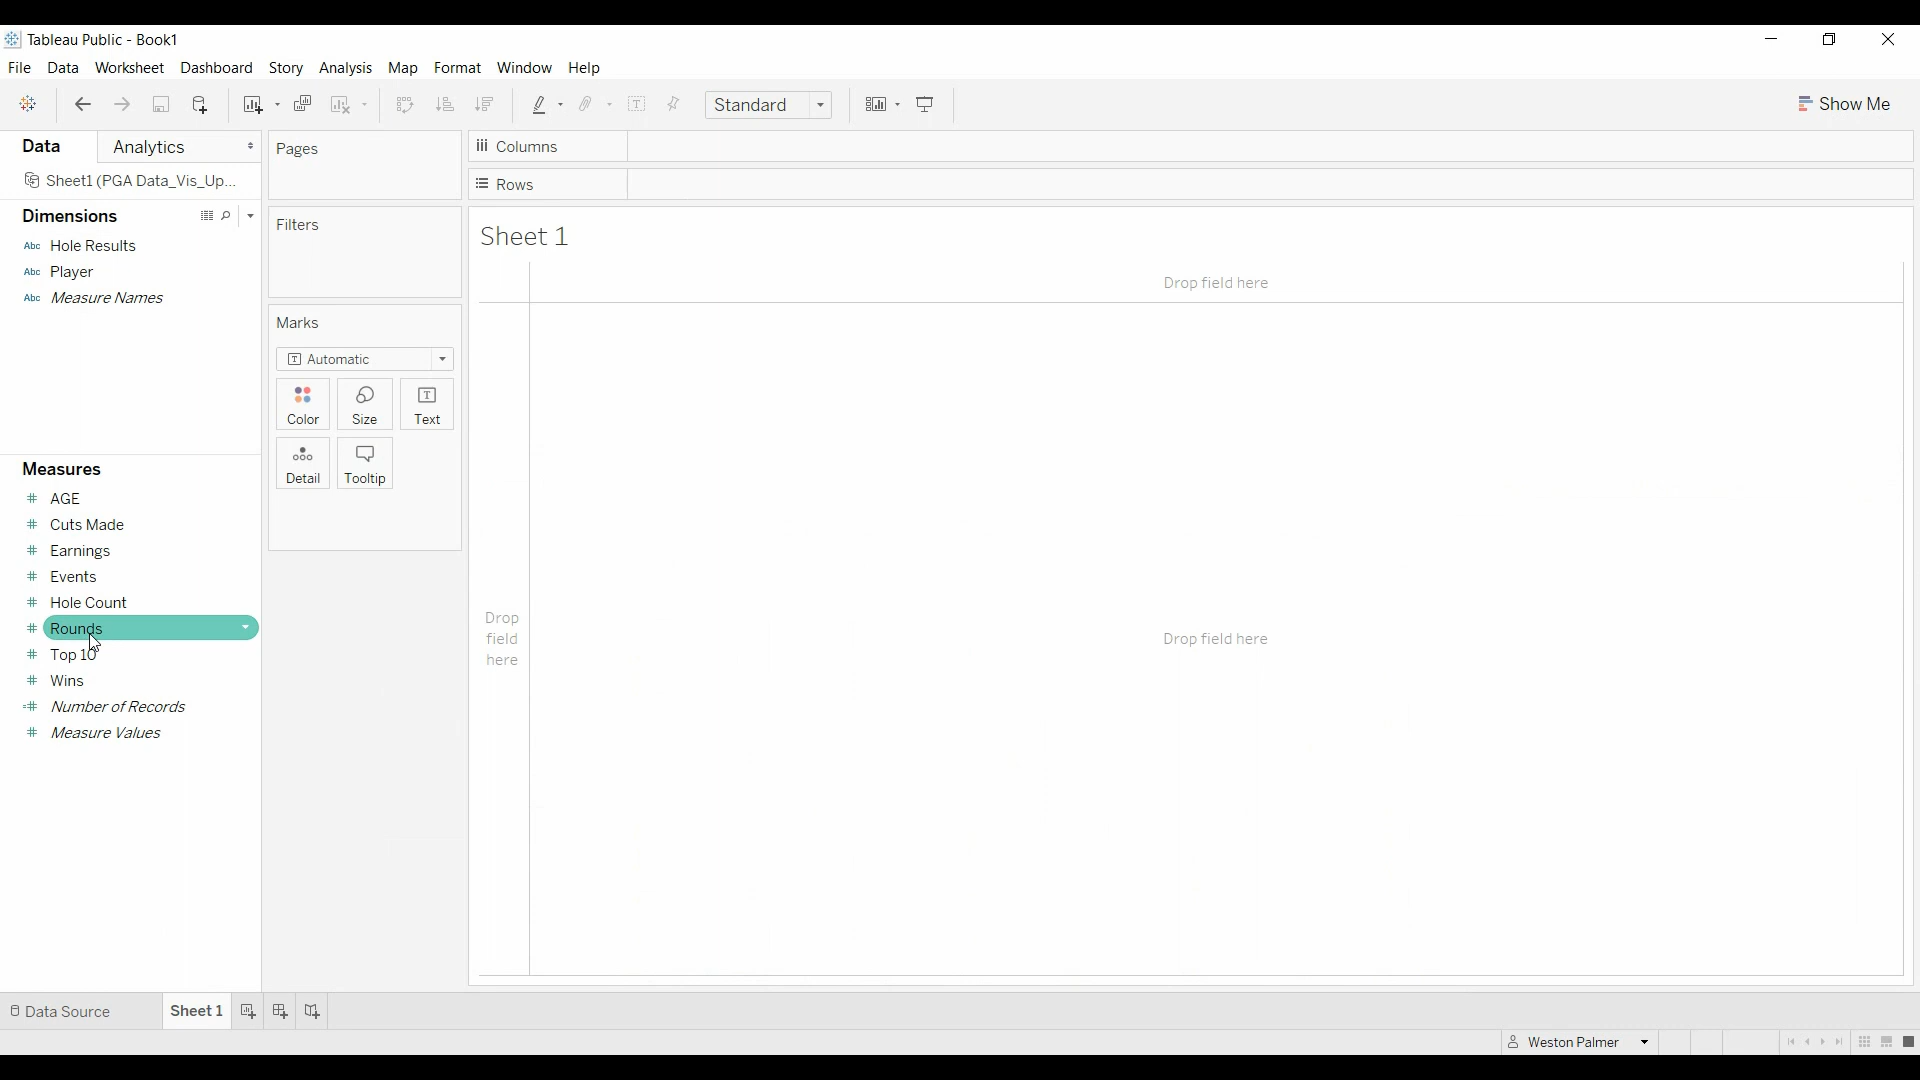 Tableau Public - Book1
File Data Worksheet Dashboard Story Analysis Map Format Window Help
Standard
Show Me
Data Analytics
Sheet1 (PGA Data_Vis_Up...
Dimensions
Abc Hole Results
Abc Player
Abc Measure Names
Measures
# AGE
# Cuts Made
# Earnings
# Events
# Hole Count
# Rounds
# Top 10
# Wins
=# Number of Records
# Measure Values
Pages
Filters
Marks
T Automatic
Color Size Text
Detail Tooltip
Columns
Rows
Sheet 1
Drop field here
Drop
field
here
Drop field here
Data Source Sheet 1
Weston Palmer